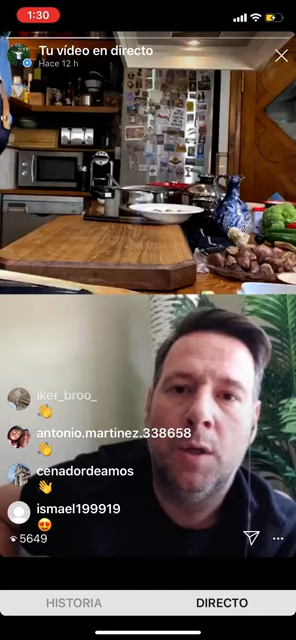 1:30
Tu vídeo en directo
Hace 12 h
iker_broo_
antonio.martinez.338658
cenadordeamos
ismael199919
5649
HISTORIA
DIRECTO